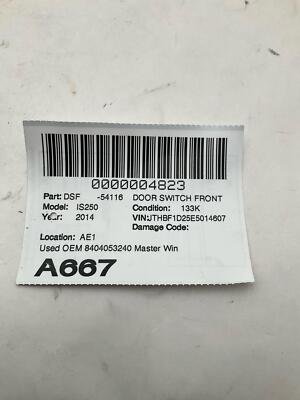 0000004823
Part: DSF -54116 DOOR SWITCH FRONT
Model: IS250 Condition: 133K
Year: 2014 VIN:JTHBF1D25E5014607
Damage Code:
Location: AE1
Used OEM 8404053240 Master Win
A667